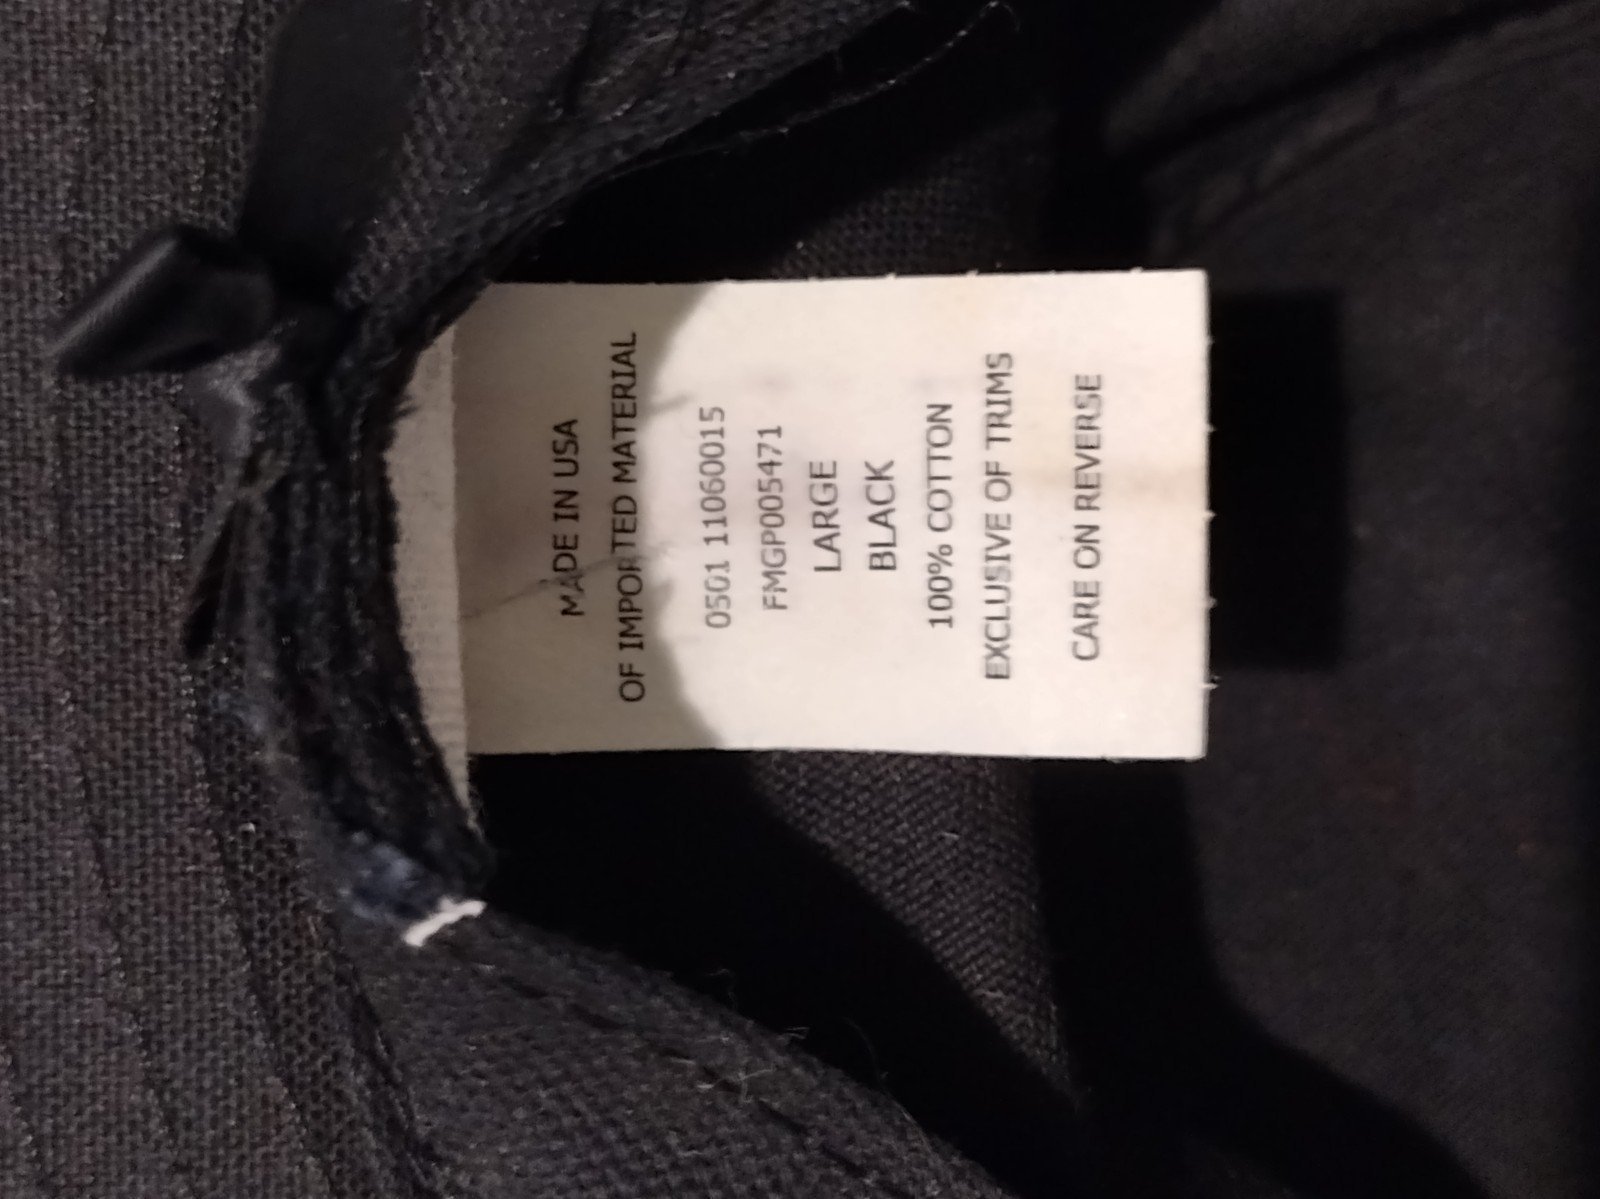 MADE IN USA
OF IMPORTED MATERIAL
0501 11060015
FMGP005471
LARGE
BLACK
100% COTTON
EXCLUSIVE OF TRIMS
CARE ON REVERSE